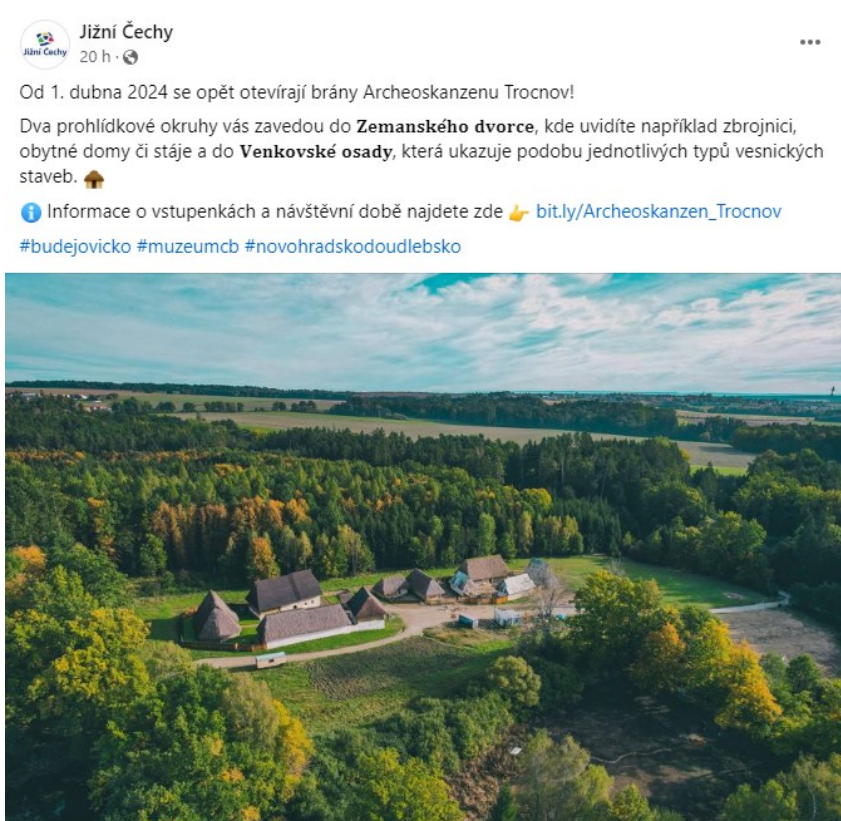 Jižní Čechy
Jižní Čechy
20 h ·
Od 1. dubna 2024 se opět otevírají brány Archeoskanzenu Trocnov!
Dva prohlídkové okruhy vás zavedou do Zemanského dvorce, kde uvidíte například zbrojnici,
obytné domy či stáje a do Venkovské osady, která ukazuje podobu jednotlivých typů vesnických
staveb. 🛖
ℹ️ Informace o vstupenkách a návštěvní době najdete zde 👉 bit.ly/Archeoskanzen_Trocnov
#budejovicko #muzeumcb #novohradskodoudlebsko